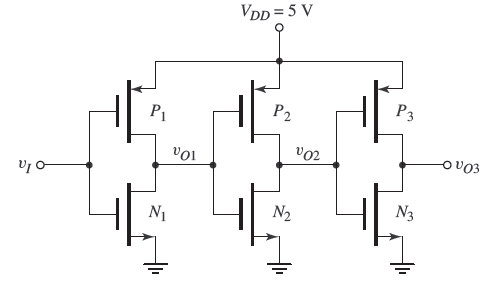 V_DD = 5 V
P_1 P_2 P_3
v_I v_O1 v_O2 v_O3
N_1 N_2 N_3